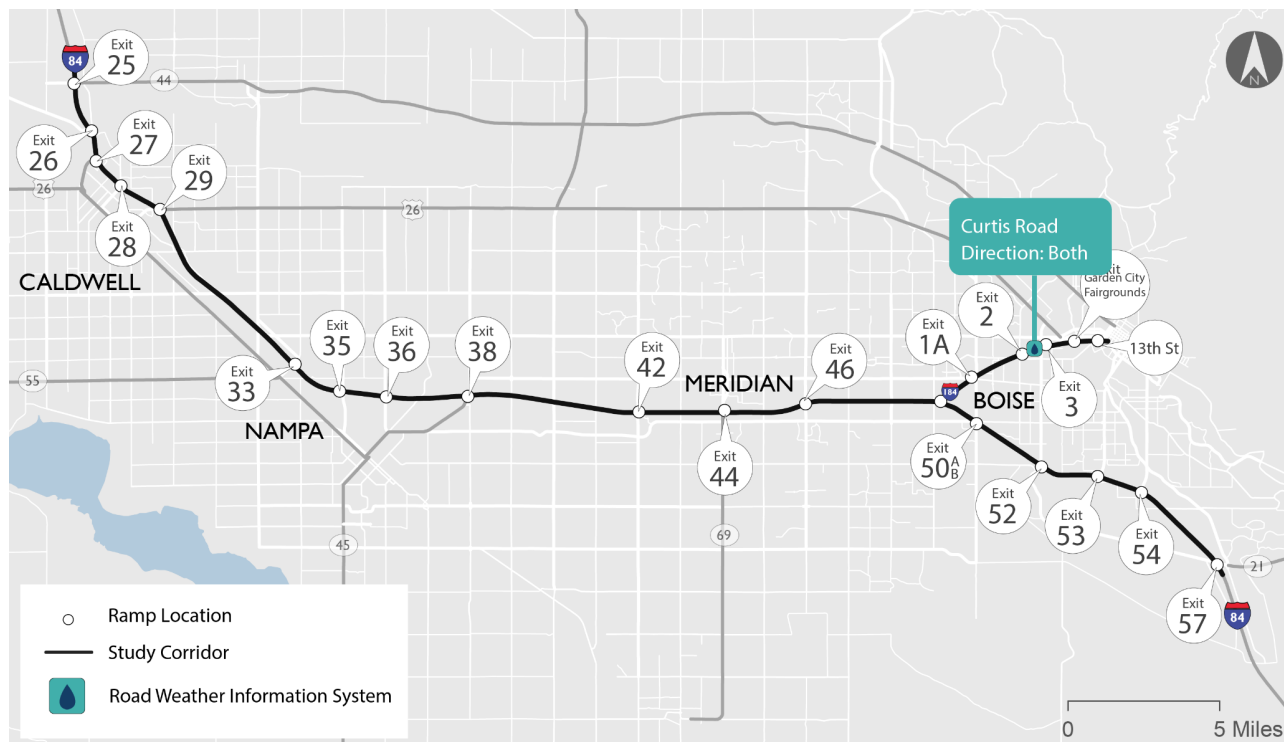 84
Exit
25
44
Exit
26
Exit
27
Exit
29
26
26
Exit
28
CALDWELL
Curtis Road
Direction: Both
Garden City
Fairgrounds
Exit
2
Exit
1A
13th St
Exit
35
Exit
36
Exit
38
Exit
42
MERIDIAN
Exit
46
184
BOISE
Exit
3
55
Exit
33
NAMPA
Exit
44
Exit
50 A
B
Exit
52
Exit
53
Exit
54
69
45
21
Exit
57
84
Ramp Location
Study Corridor
Road Weather Information System
0 5 Miles
N